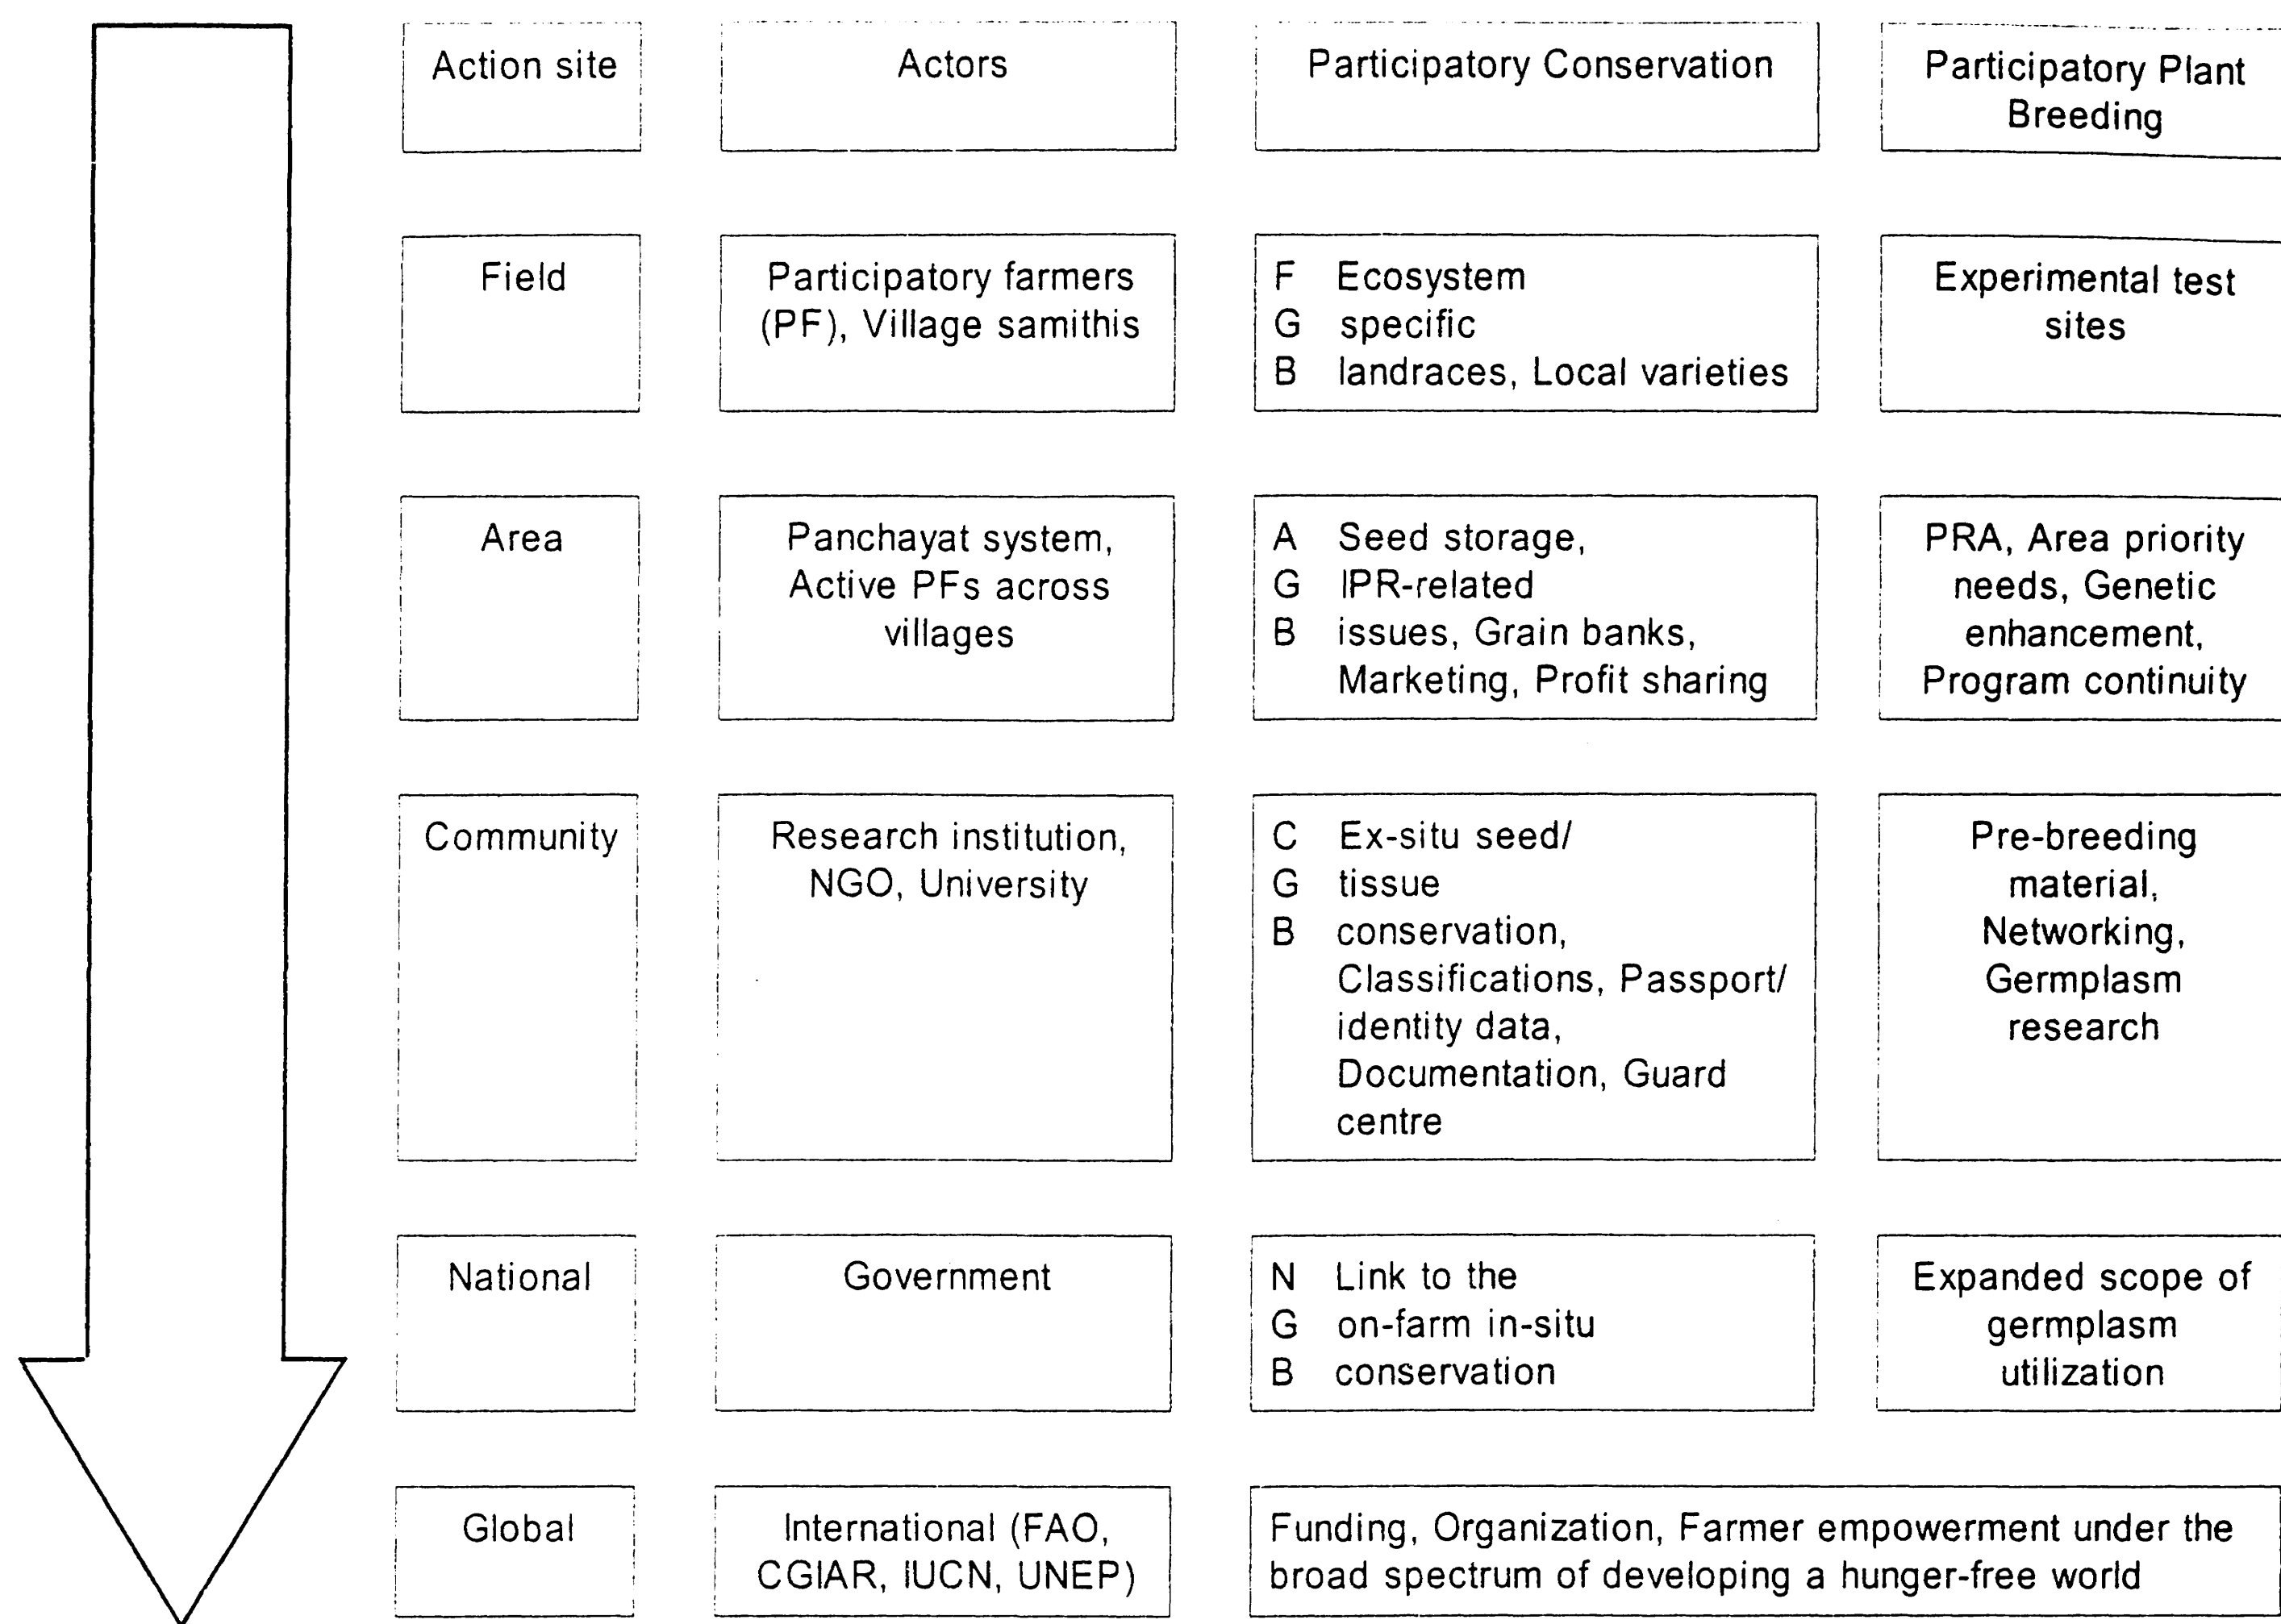 Action site
Actors
Participatory Conservation
Participatory Plant
Breeding
Field
Participatory farmers
(PF), Village samithis
F Ecosystem
G specific
B landraces, Local varieties
Experimental test
sites
Area
Panchayat system,
Active PFs across
villages
A Seed storage,
G IPR-related
B issues, Grain banks,
Marketing, Profit sharing
PRA, Area priority
needs, Genetic
enhancement,
Program continuity
Community
Research institution,
NGO, University
C Ex-situ seed/
G tissue
B conservation,
Classifications, Passport/
identity data,
Documentation, Guard
centre
Pre-breeding
material,
Networking,
Germplasm
research
National
Government
N Link to the
G on-farm in-situ
B conservation
Expanded scope of
germplasm
utilization
Global
International (FAO,
CGIAR, IUCN, UNEP)
Funding, Organization, Farmer empowerment under the
broad spectrum of developing a hunger-free world